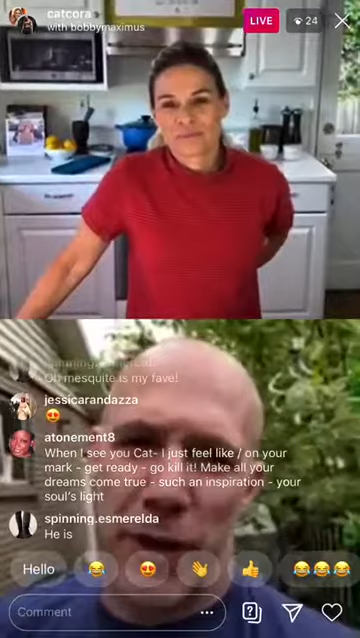 catcora
with bobbymaximus
LIVE
24
Oh mesquite is my fave!
jessicarandazza
😍
atonement8
When I see you Cat- I just feel like / on your
mark - get ready - go kill it! Make all your
dreams come true - such an inspiration - your
soul's light
spinning.esmerelda
He is
Hello
😂
😍
👋
👍
😂😂😂
Comment